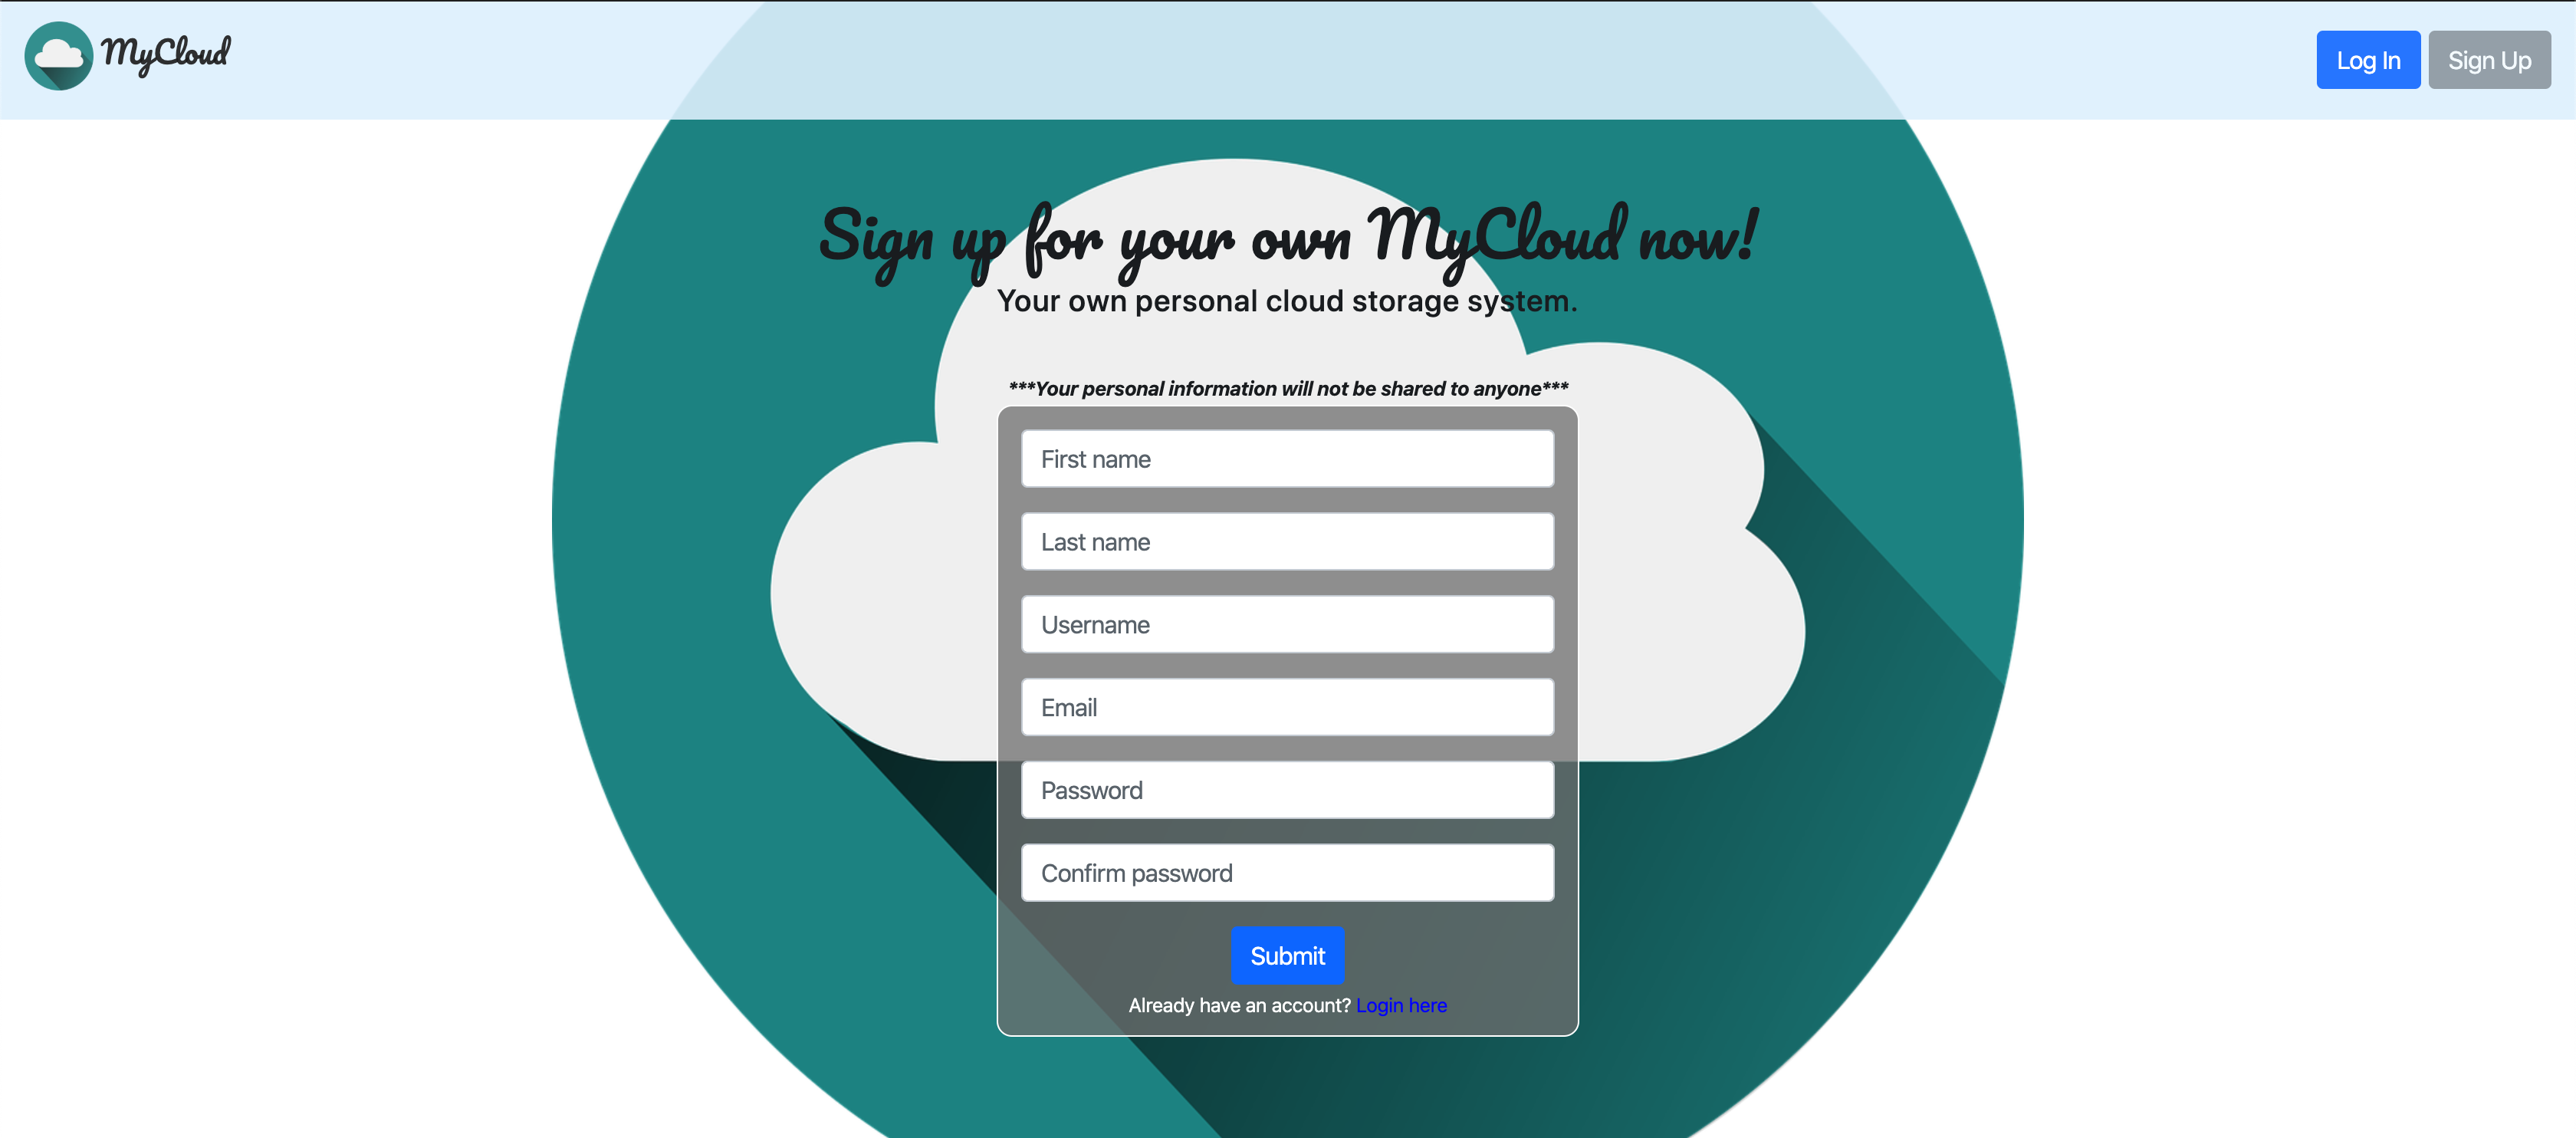 MyCloud
Log In
Sign Up
Sign up for your own MyCloud now!
Your own personal cloud storage system.
***Your personal information will not be shared to anyone***
First name
Last name
Username
Email
Password
Confirm password
Submit
Already have an account? Login here